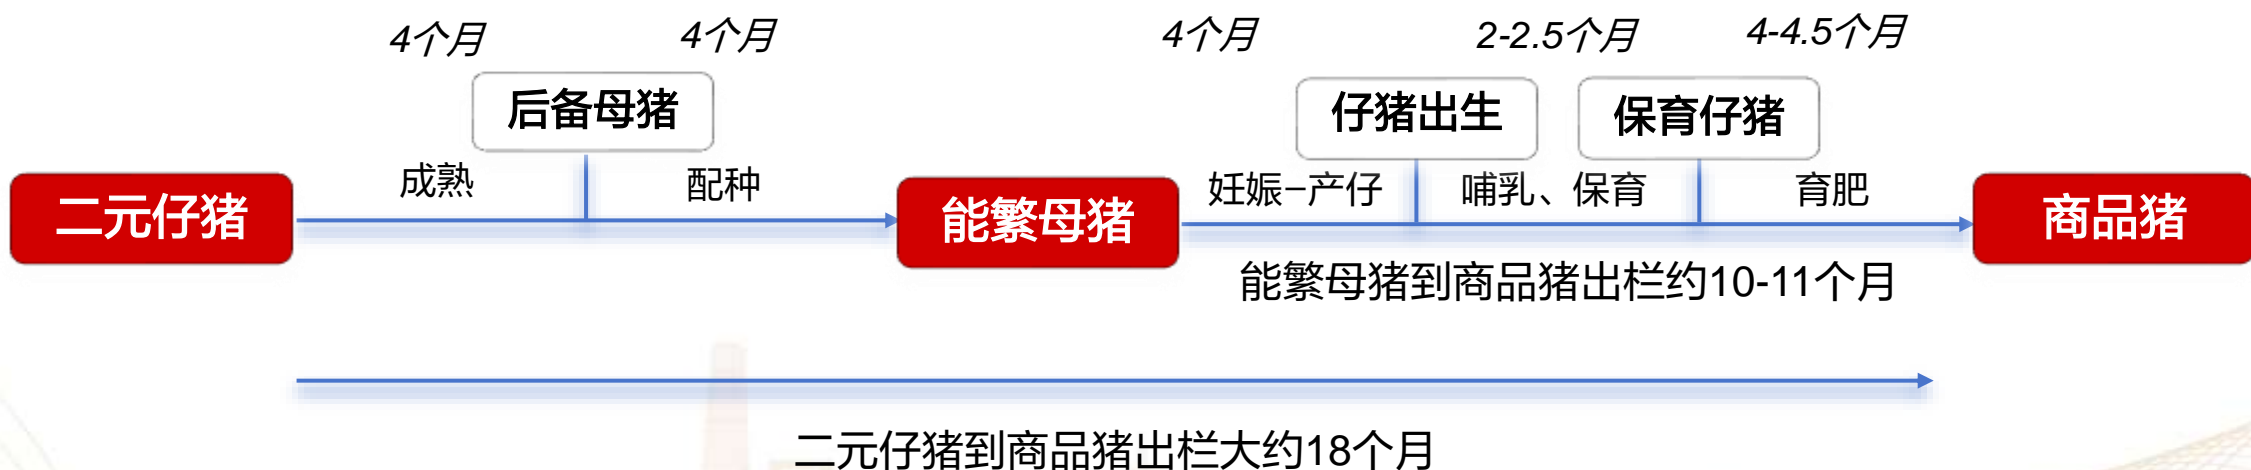 4个月
4个月
4个月
2-2.5个月
4-4.5个月
后备母猪
仔猪出生
保育仔猪
成熟
配种
妊娠–产仔
哺乳、保育
育肥
二元仔猪
能繁母猪
商品猪
能繁母猪到商品猪出栏约10-11个月
二元仔猪到商品猪出栏大约18个月